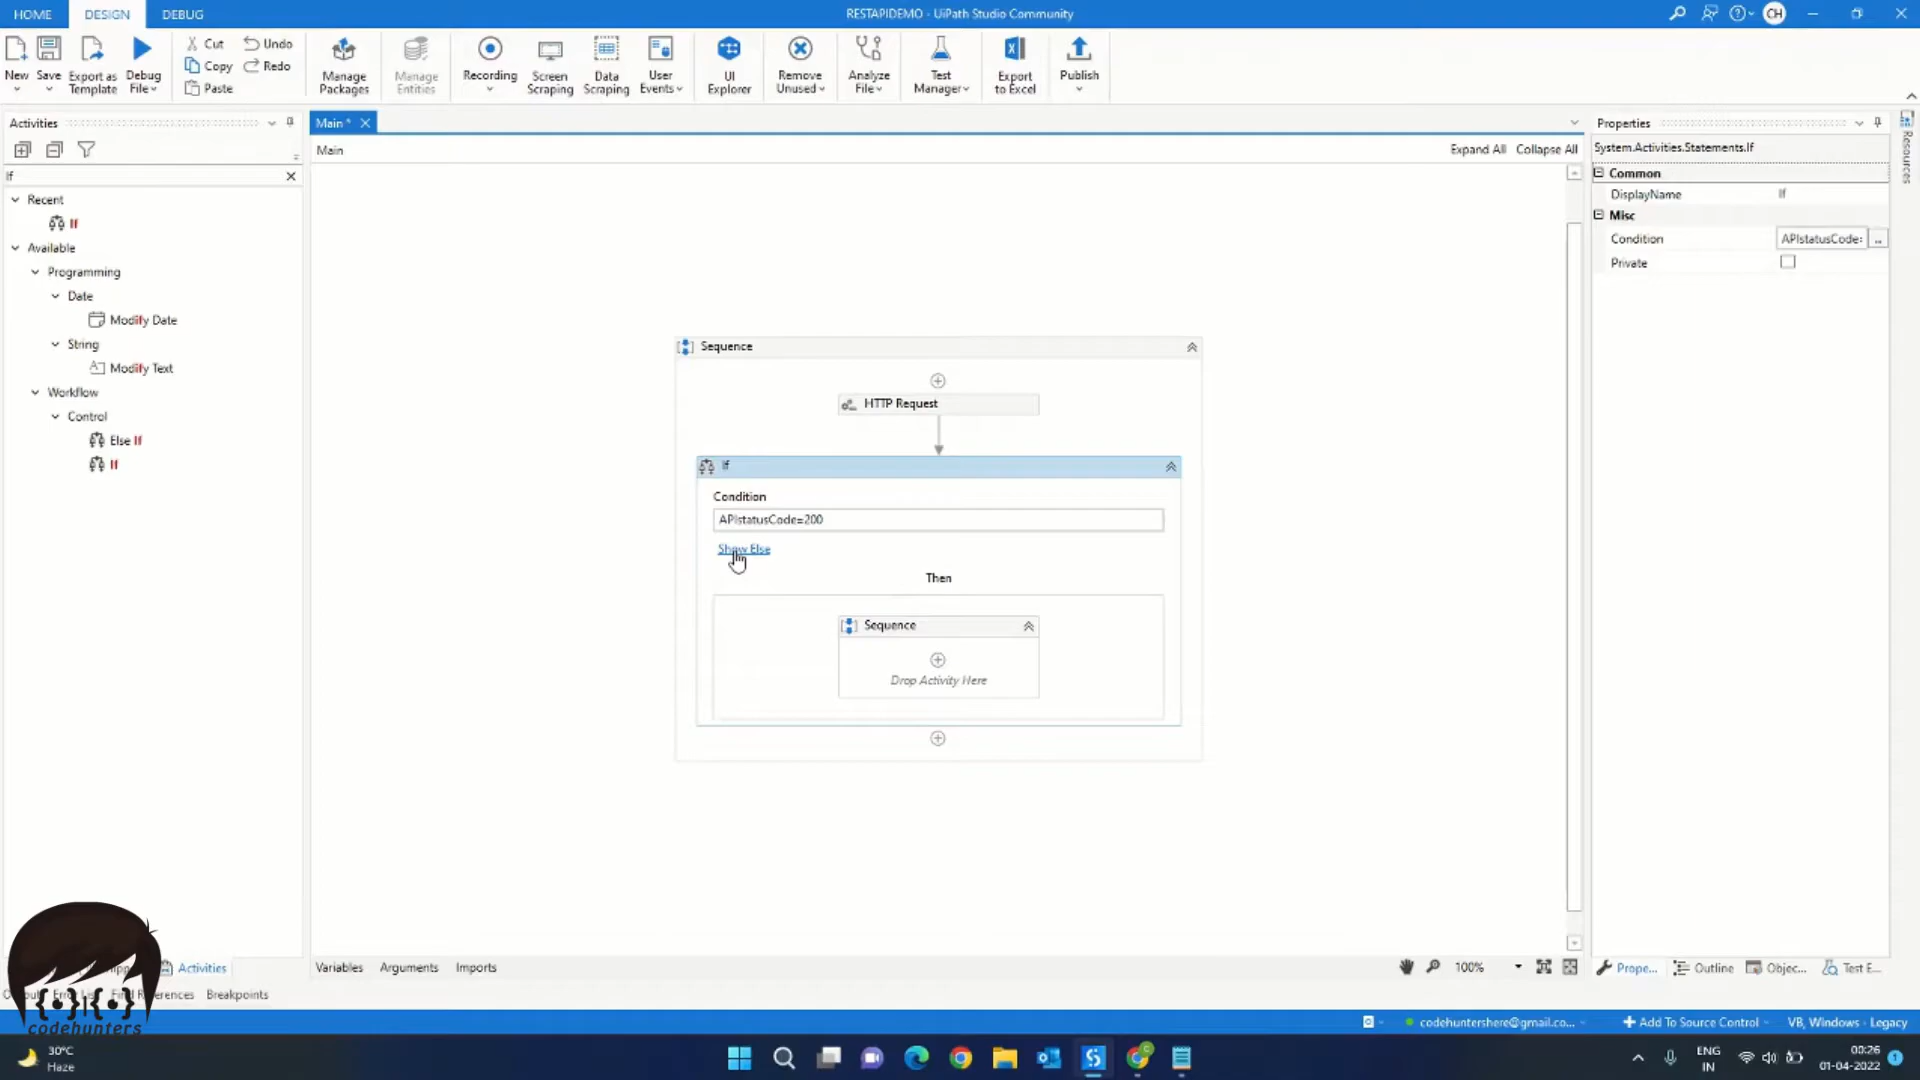 HOME
DESIGN
DEBUG
RESTAPIDEMO - UiPath Studio Community
CH
New
Save
Export as Template
Debug File
Cut
Copy
Paste
Undo
Redo
Manage Packages
Manage Entities
Recording
Screen Scraping
Data Scraping
User Events
UI Explorer
Remove Unused
Analyze File
Test Manager
Export to Excel
Publish
Activities
Main *
Properties
Resources
Main
Expand All
Collapse All
System.Activities.Statements.If
If
Common
DisplayName
If
Misc
Condition
APIstatusCode=
...
Private
Recent
If
Available
Programming
Date
Modify Date
String
Modify Text
Workflow
Control
Else If
If
Sequence
HTTP Request
If
Condition
APIstatusCode=200
Show Else
Then
Sequence
Drop Activity Here
Activities
Variables
Arguments
Imports
100%
Prope...
Outline
Objec...
Test E...
Breakpoints
codehunters
codehuntershere@gmail.co...
Add To Source Control
VB, Windows - Legacy
30°C
Haze
ENG
IN
00:26
01-04-2022
1